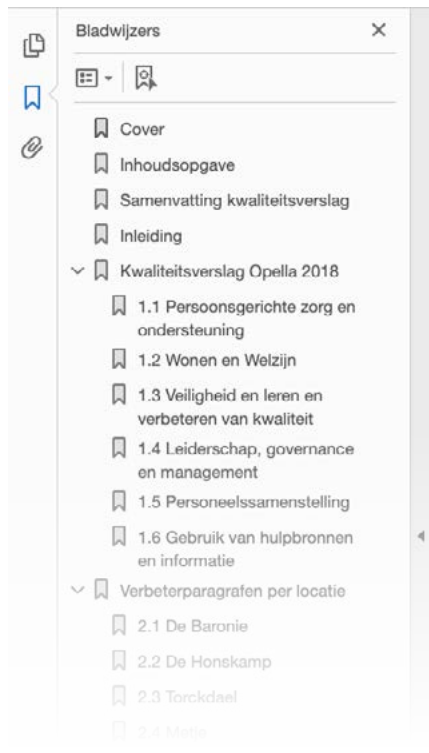 Bladwijzers
Cover
Inhoudsopgave
Samenvatting kwaliteitsverslag
Inleiding
Kwaliteitsverslag Opella 2018
1.1 Persoonsgerichte zorg en
ondersteuning
1.2 Wonen en Welzijn
1.3 Veiligheid en leren en
verbeteren van kwaliteit
1.4 Leiderschap, governance
en management
1.5 Personeelssamenstelling
1.6 Gebruik van hulpbronnen
en informatie
Verbeterparagrafen per locatie
2.1 De Baronie
2.2 De Honskamp
2.3 Torckdael
2.4